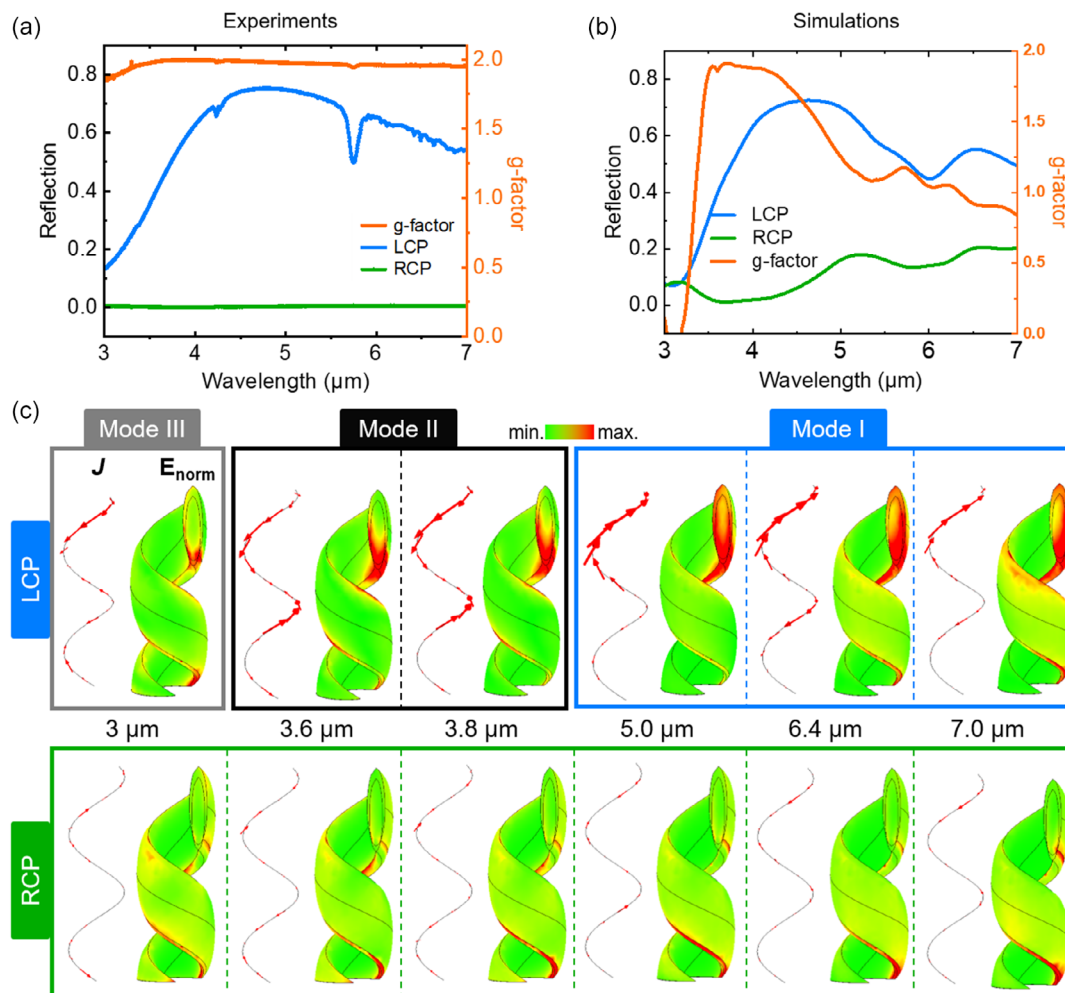 (a)
Experiments
0.8
0.6
0.4
0.2
0.0
Reflection
2.0
1.5
1.0
0.5
0.0
g-factor
g-factor
LCP
RCP
3 4 5 6 7
Wavelength (μm)
(b)
Simulations
0.8
0.6
0.4
0.2
0.0
Reflection
2.0
1.5
1.0
0.5
0.0
g-factor
LCP
RCP
g-factor
3 4 5 6 7
Wavelength (μm)
(c)
Mode III
Mode II
min. max.
Mode I
J E norm
LCP
3 μm 3.6 μm 3.8 μm 5.0 μm 6.4 μm 7.0 μm
RCP